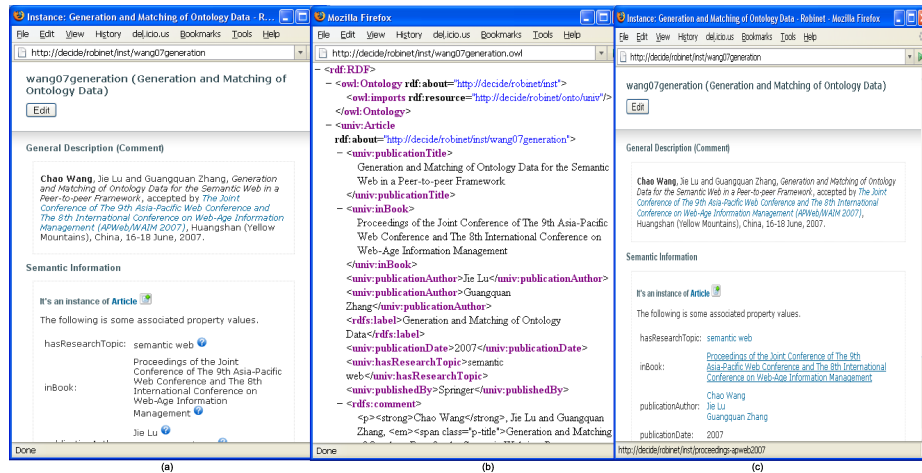 Instance: Generation and Matching of Ontology Data - R...
File Edit View History del.icio.us Bookmarks Tools Help
http://decide/robinet/inst/wang07generation
wang07generation (Generation and Matching of
Ontology Data)
Edit
General Description (Comment)
Chao Wang, Jie Lu and Guangquan Zhang, Generation
and Matching of Ontology Data for the Semantic Web in a
Peer-to-peer Framework, accepted by The Joint
Conference of The 9th Asia-Pacific Web Conference and
The 8th International Conference on Web-Age Information
Management (APWeb/WAIM 2007), Huangshan (Yellow
Mountains), China, 16-18 June, 2007.
Semantic Information
It's an instance of Article
The following is some associated property values.
hasResearchTopic: semantic web
inBook:
Proceedings of the Joint
Conference of The 9th Asia-Pacific
Web Conference and The 8th
International Conference on
Web-Age Information
Management
Jie Lu
Done
(a)
Mozilla Firefox
File Edit View History del.icio.us Bookmarks Tools Help
http://decide/robinet/inst/wang07generation.owl
− <rdf:RDF>
− <owl:Ontology rdf:about="http://decide/robinet/inst">
<owl:imports rdf:resource="http://decide/robinet/onto/univ"/>
</owl:Ontology>
− <univ:Article
rdf:about="http://decide/robinet/inst/wang07generation">
− <univ:publicationTitle>
Generation and Matching of Ontology Data for the Semantic
Web in a Peer-to-peer Framework
</univ:publicationTitle>
− <univ:inBook>
Proceedings of the Joint Conference of The 9th Asia-Pacific
Web Conference and The 8th International Conference on
Web-Age Information Management
</univ:inBook>
<univ:publicationAuthor>Jie Lu</univ:publicationAuthor>
<univ:publicationAuthor>Guangquan
Zhang</univ:publicationAuthor>
<rdfs:label>Generation and Matching of Ontology
Data</rdfs:label>
<univ:publicationDate>2007</univ:publicationDate>
<univ:hasResearchTopic>semantic
web</univ:hasResearchTopic>
<univ:publishedBy>Springer</univ:publishedBy>
− <rdfs:comment>
<p><strong>Chao Wang</strong>, Jie Lu and Guangquan
Zhang, <em><span class="p-title">Generation and Matching
Done
(b)
Instance: Generation and Matching of Ontology Data - Robinet - Mozilla Firefox
File Edit View History del.icio.us Bookmarks Tools Help
http://decide/robinet/inst/wang07generation
wang07generation (Generation and Matching of Ontology Data)
Edit
General Description (Comment)
Chao Wang, Jie Lu and Guangquan Zhang, Generation and Matching of Ontology
Data for the Semantic Web in a Peer-to-peer Framework, accepted by The Joint
Conference of The 9th Asia-Pacific Web Conference and The 8th International
Conference on Web-Age Information Management (APWeb/WAIM 2007), Huangshan
(Yellow Mountains), China, 16-18 June, 2007.
Semantic Information
It's an instance of Article
The following is some associated property values.
hasResearchTopic: semantic web
inBook:
Proceedings of the Joint Conference of The 9th
Asia-Pacific Web Conference and The 8th International
Conference on Web-Age Information Management
publicationAuthor:
Chao Wang
Jie Lu
Guangquan Zhang
publicationDate: 2007
http://decide/robinet/inst/proceedings-apweb2007
(c)